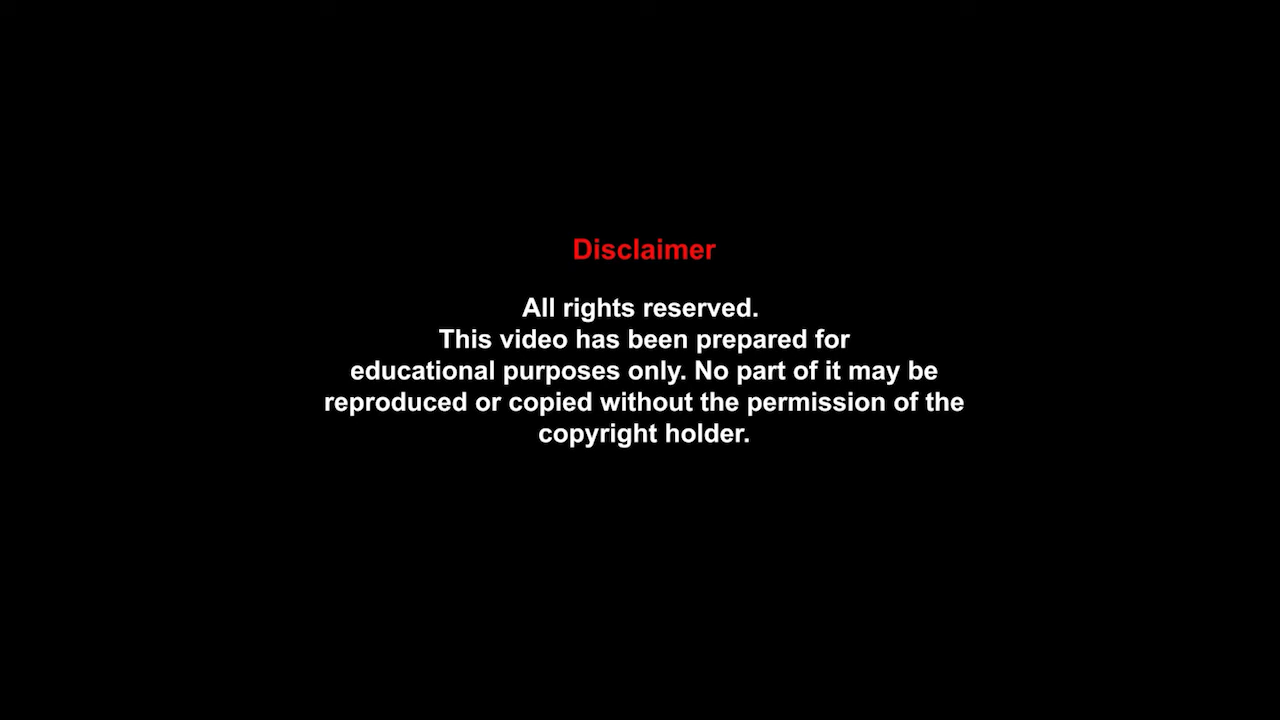 Disclaimer
All rights reserved.
This video has been prepared for
educational purposes only. No part of it may be
reproduced or copied without the permission of the
copyright holder.